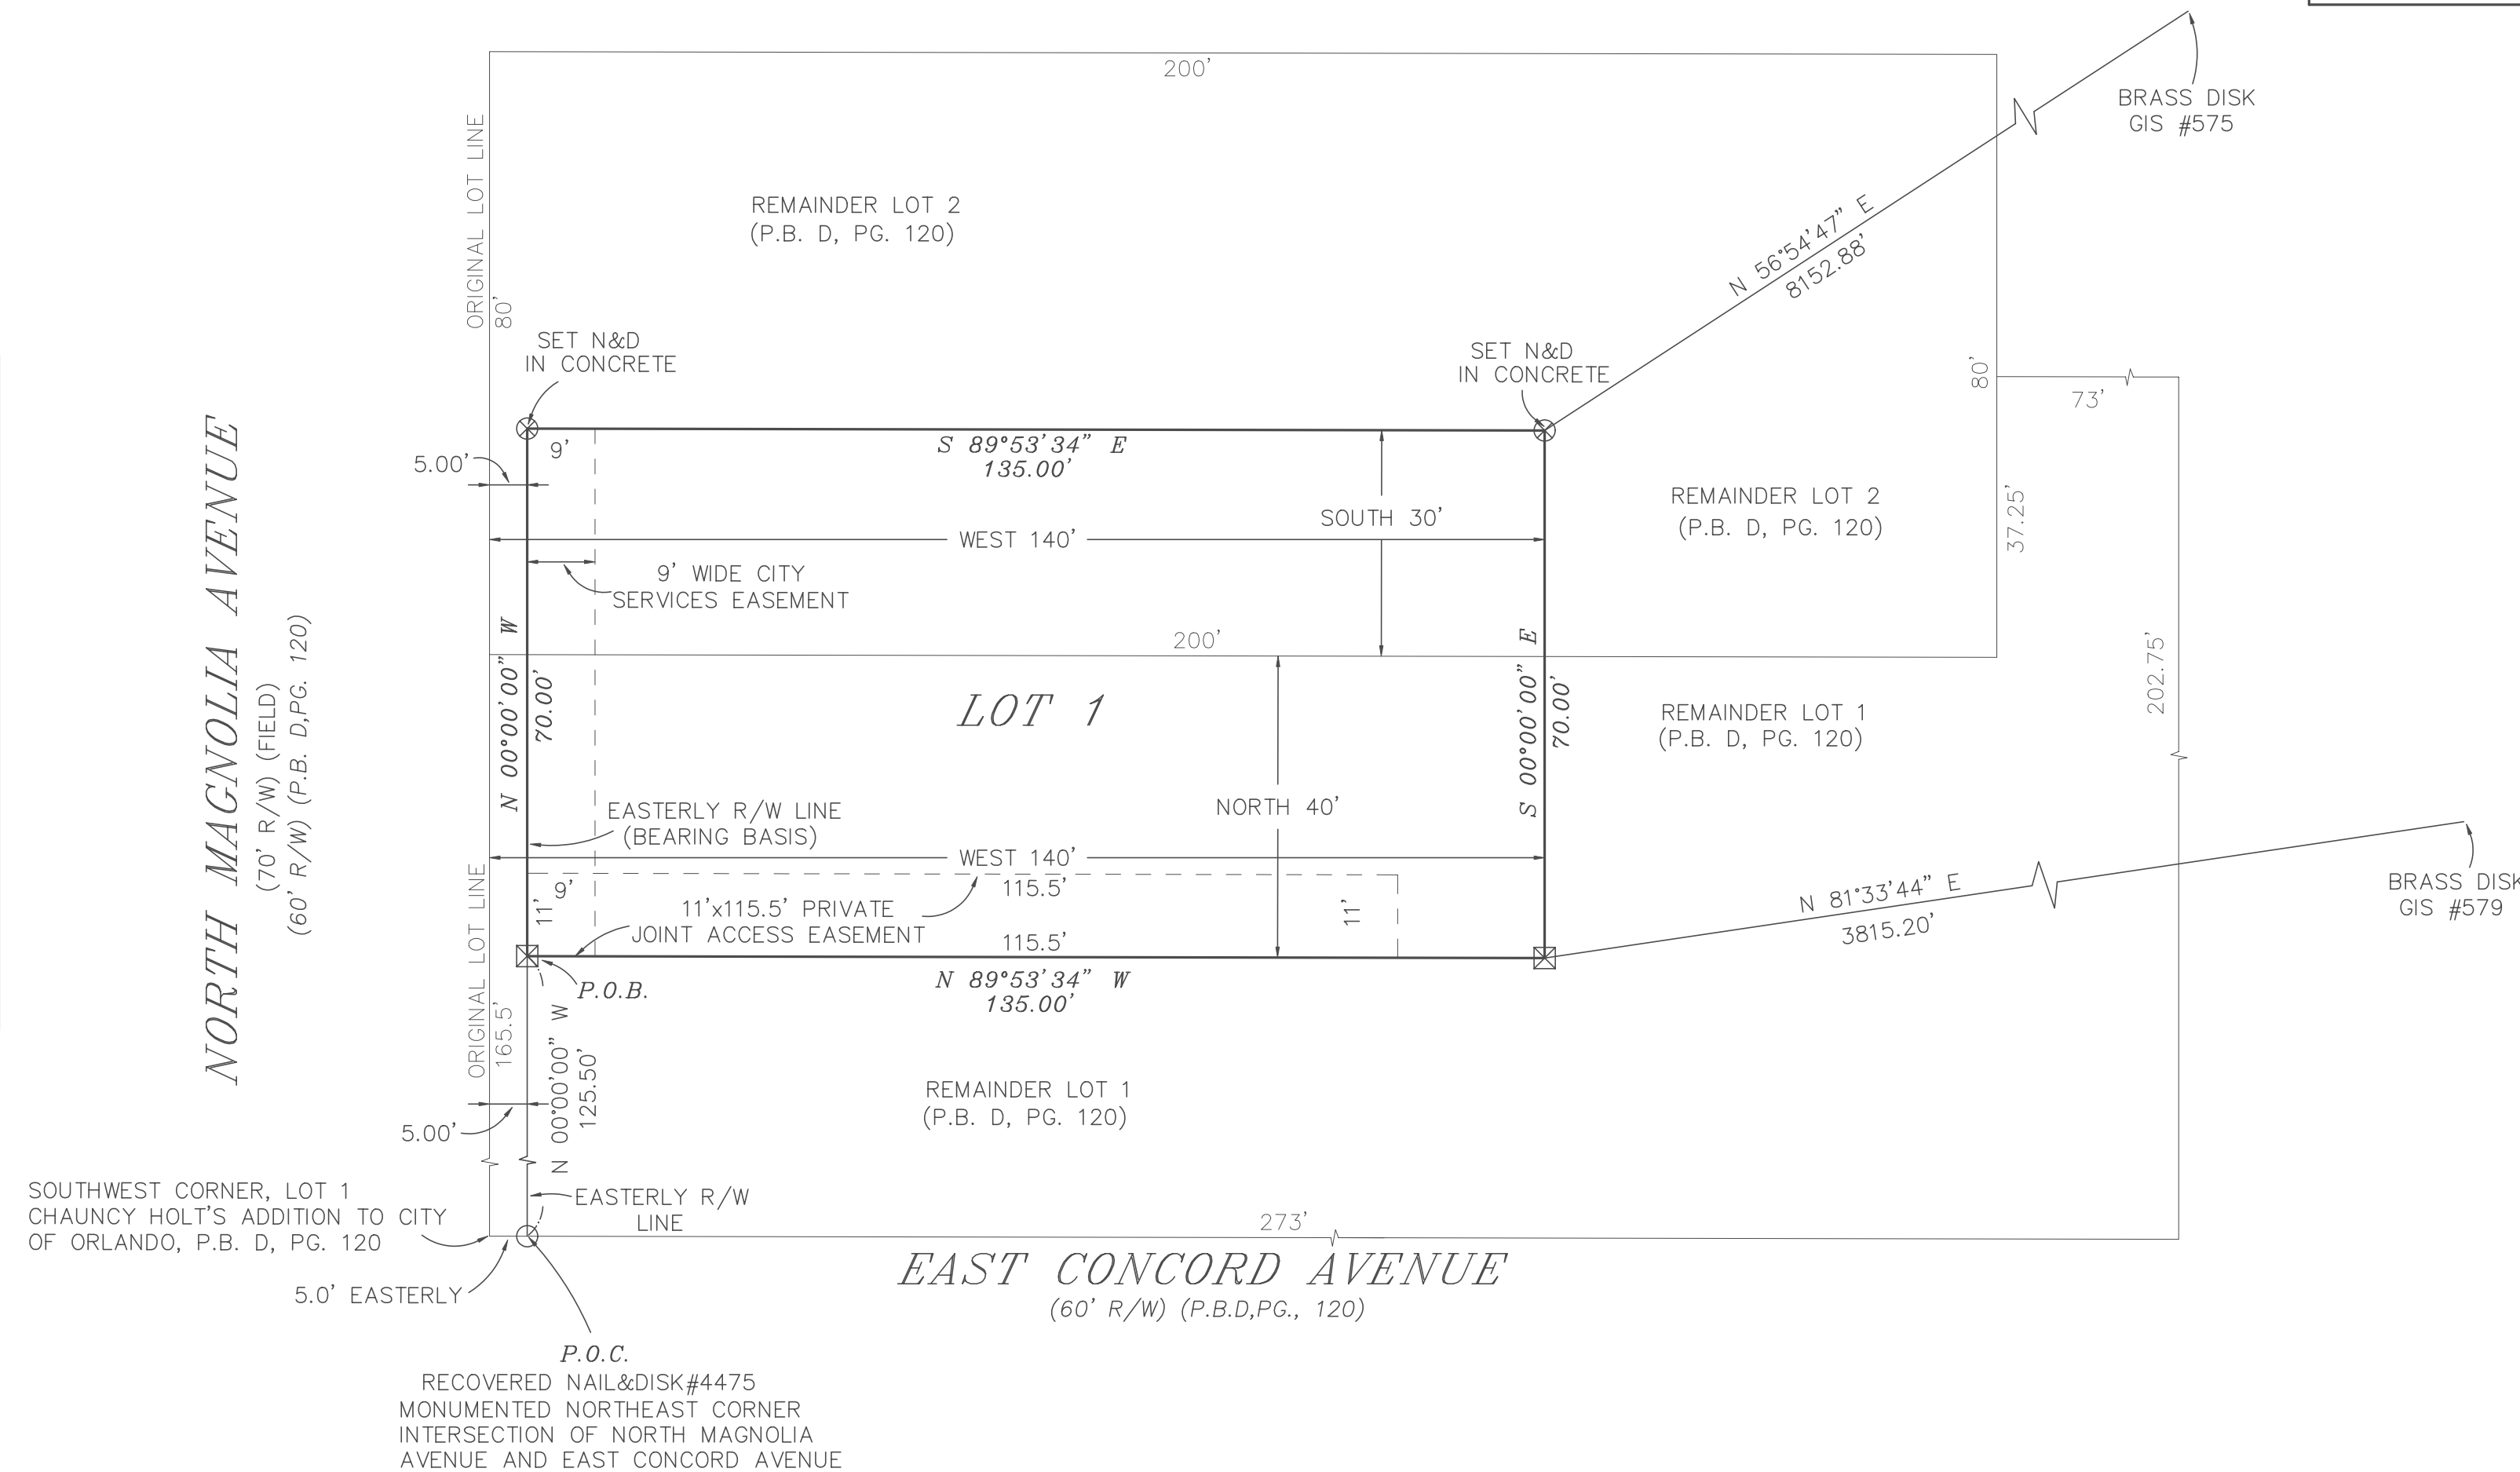 200'
BRASS DISK
GIS #575
ORIGINAL LOT LINE
80'
REMAINDER LOT 2
(P.B. D, PG. 120)
N 56°54'47" E
8152.88'
SET N&D
IN CONCRETE
SET N&D
IN CONCRETE
80'
73'
9'
5.00'
S 89°53'34" E
135.00'
SOUTH 30'
WEST 140'
REMAINDER LOT 2
(P.B. D, PG. 120)
37.25'
9' WIDE CITY
SERVICES EASEMENT
NORTH MAGNOLIA AVENUE
(70' R/W) (FIELD)
(60' R/W) (P.B. D,PG. 120)
200'
N 00°00'00" W
70.00'
LOT 1
S 00°00'00" E
70.00'
REMAINDER LOT 1
(P.B. D, PG. 120)
202.75'
EASTERLY R/W LINE
(BEARING BASIS)
NORTH 40'
WEST 140'
9'
11'
115.5'
11'x115.5' PRIVATE
JOINT ACCESS EASEMENT
115.5'
11'
N 81°33'44" E
3815.20'
BRASS DISK
GIS #579
ORIGINAL LOT LINE
165.5'
P.O.B.
N 89°53'34" W
135.00'
N 00°00'00" W
125.50'
REMAINDER LOT 1
(P.B. D, PG. 120)
5.00'
SOUTHWEST CORNER, LOT 1
CHAUNCY HOLT'S ADDITION TO CITY
OF ORLANDO, P.B. D, PG. 120
EASTERLY R/W
LINE
273'
5.0' EASTERLY
EAST CONCORD AVENUE
(60' R/W) (P.B.D,PG., 120)
P.O.C.
RECOVERED NAIL&DISK#4475
MONUMENTED NORTHEAST CORNER
INTERSECTION OF NORTH MAGNOLIA
AVENUE AND EAST CONCORD AVENUE